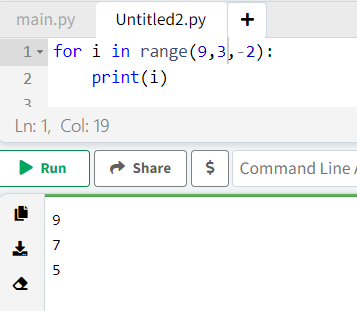 main.py Untitled2.py +
1 for i in range(9,3,-2):
2 print(i)
3
Ln: 1, Col: 19
Run Share $ Command Line A
9
7
5